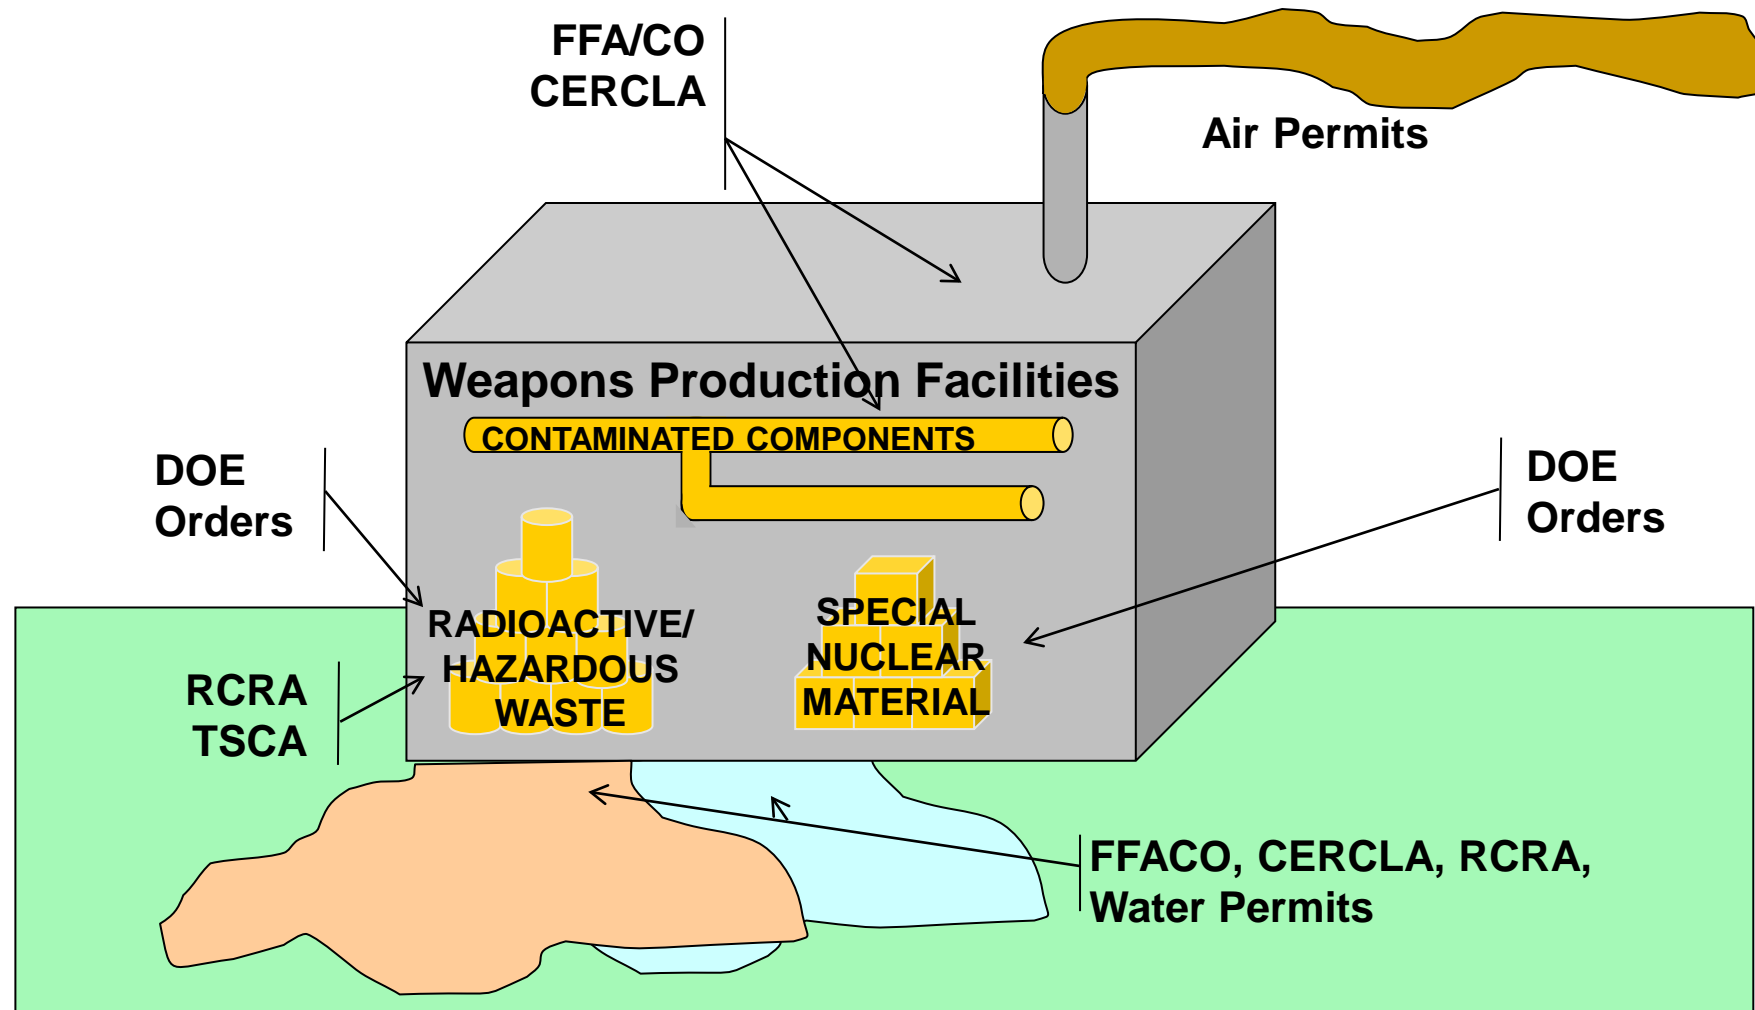 FFA/CO
CERCLA
Air Permits
Weapons Production Facilities
CONTAMINATED COMPONENTS
DOE
Orders
DOE
Orders
RADIOACTIVE/
HAZARDOUS
WASTE
SPECIAL
NUCLEAR
MATERIAL
RCRA
TSCA
FFACO, CERCLA, RCRA,
Water Permits